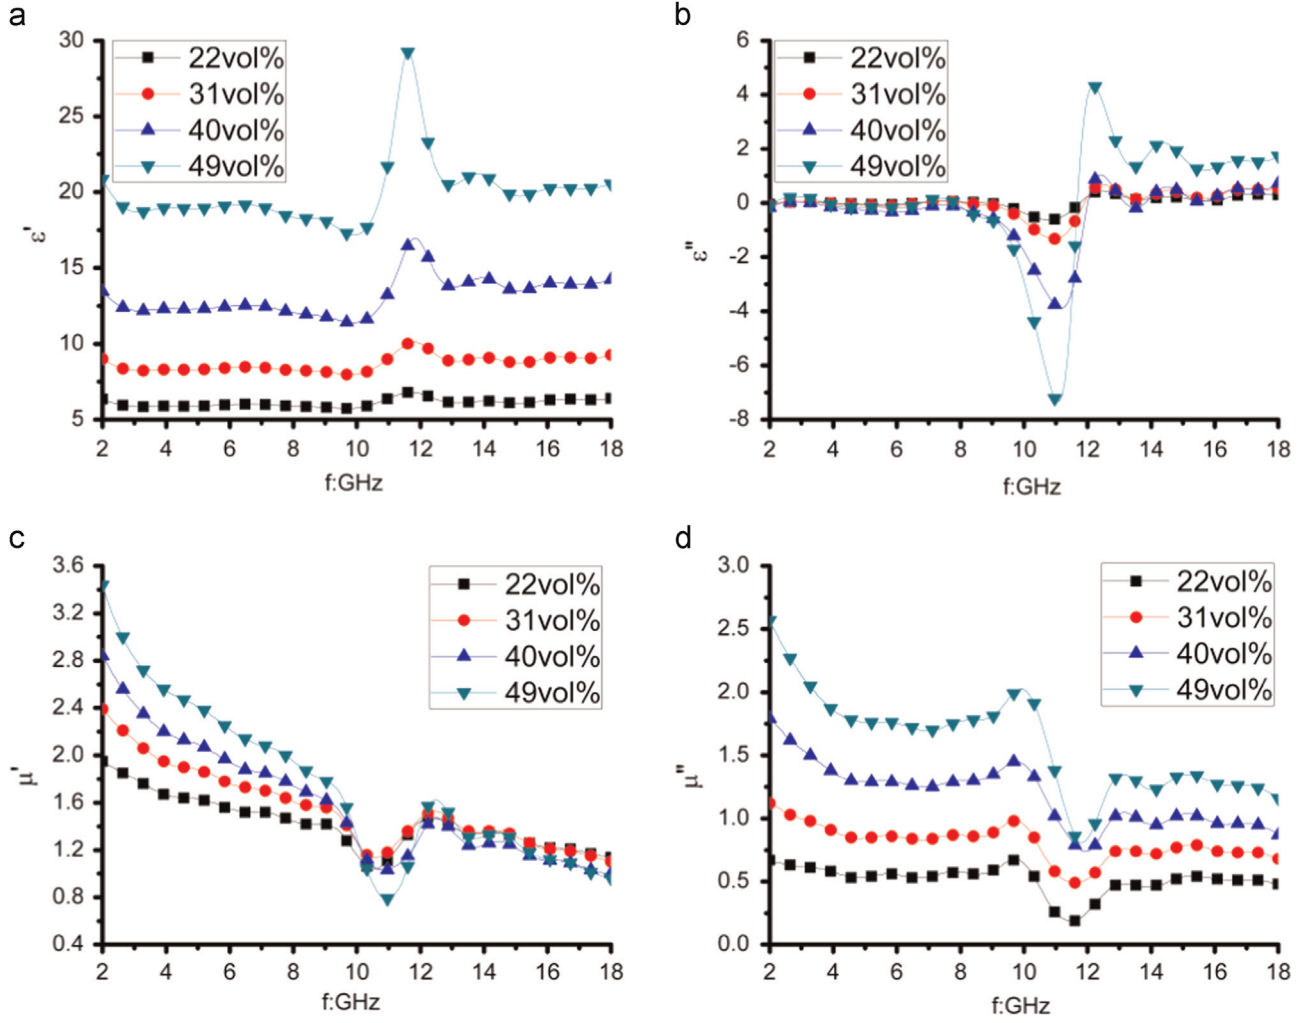 a
30
25
20
15
10
5
ε'
22vol%
31vol%
40vol%
49vol%
2 4 6 8 10 12 14 16 18
f:GHz
b
6
4
2
0
-2
-4
-6
-8
ε"
22vol%
31vol%
40vol%
49vol%
2 4 6 8 10 12 14 16 18
f:GHz
c
3.6
3.2
2.8
2.4
2.0
1.6
1.2
0.8
0.4
μ'
22vol%
31vol%
40vol%
49vol%
2 4 6 8 10 12 14 16 18
f:GHz
d
3.0
2.5
2.0
1.5
1.0
0.5
0.0
μ"
22vol%
31vol%
40vol%
49vol%
2 4 6 8 10 12 14 16 18
f:GHz